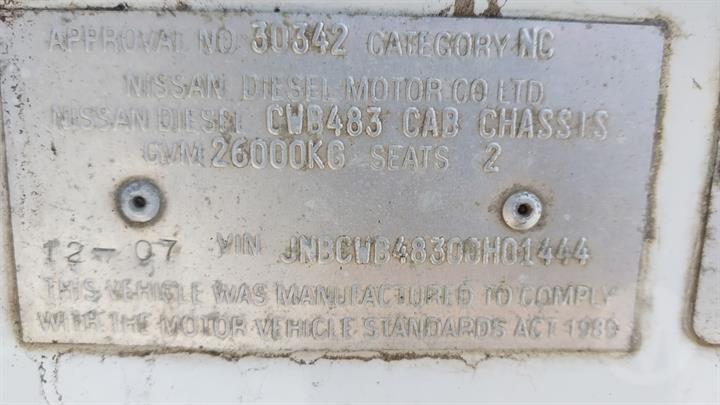 APPROVAL NO 30342 CATEGORY NC
NISSAN DIESEL MOTOR CO LTD
NISSAN DIESEL CWB483 CAB CHASSIS
GVM 26000KG SEATS 2
12-07 VIN JNBCWB48300H01444
THIS VEHICLE WAS MANUFACTURED TO COMPLY
WITH THE MOTOR VEHICLE STANDARDS ACT 1989